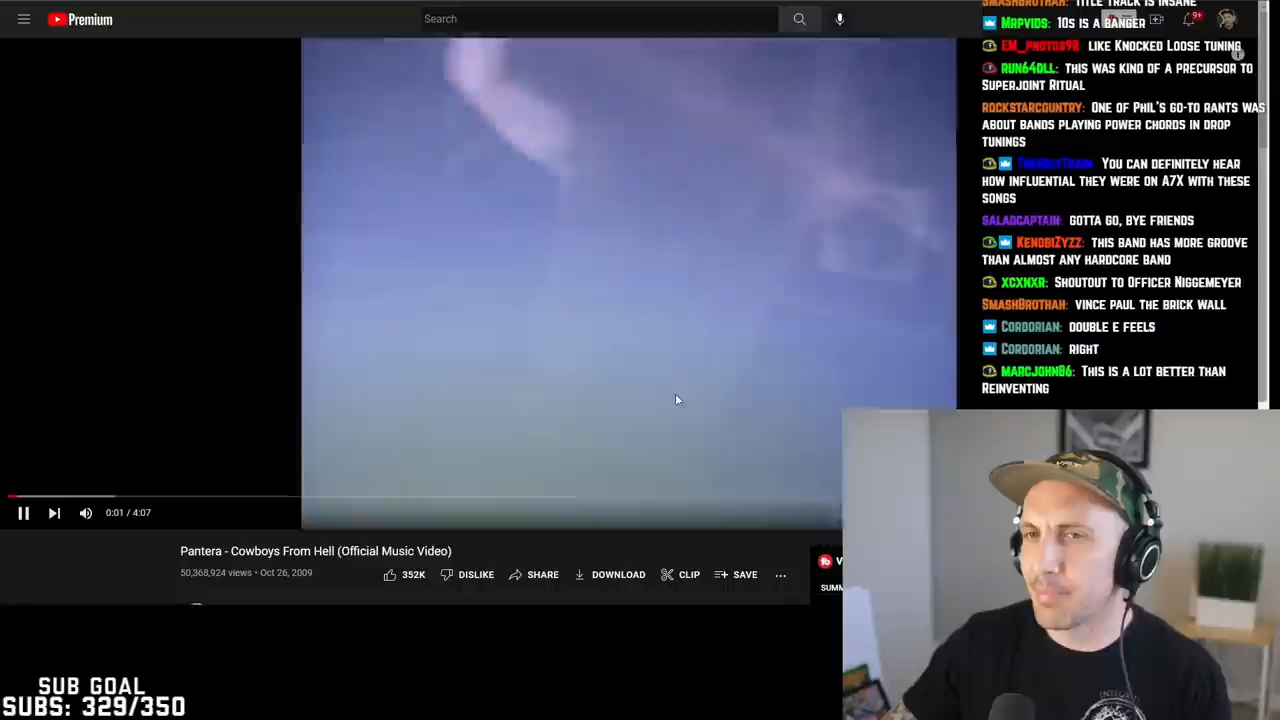 Premium
Search
9+
SMASHBROTHAH: TITLE TRACK IS INSANE
MRPVIDS: 10S IS A BANGER
EM_PHOTOS98: LIKE KNOCKED LOOSE TUNING
RUN64DLL: THIS WAS KIND OF A PRECURSOR TO
SUPERJOINT RITUAL
ROCKSTARCOUNTRY: ONE OF PHIL'S GO-TO RANTS WAS
ABOUT BANDS PLAYING POWER CHORDS IN DROP
TUNINGS
YOU CAN DEFINITELY HEAR
HOW INFLUENTIAL THEY WERE ON A7X WITH THESE
SONGS
SALADCAPTAIN: GOTTA GO, BYE FRIENDS
KENOBIZYZZ: THIS BAND HAS MORE GROOVE
THAN ALMOST ANY HARDCORE BAND
XCXNXR: SHOUTOUT TO OFFICER NIGGEMEYER
SMASHBROTHAH: VINCE PAUL THE BRICK WALL
CORDORIAN: DOUBLE E FEELS
CORDORIAN: RIGHT
MARCJOHN86: THIS IS A LOT BETTER THAN
REINVENTING
0:01 / 4:07
Pantera - Cowboys From Hell (Official Music Video)
50,368,924 views • Oct 26, 2009
352K DISLIKE SHARE DOWNLOAD CLIP SAVE
V
SUMM
SUB GOAL
SUBS: 329/350